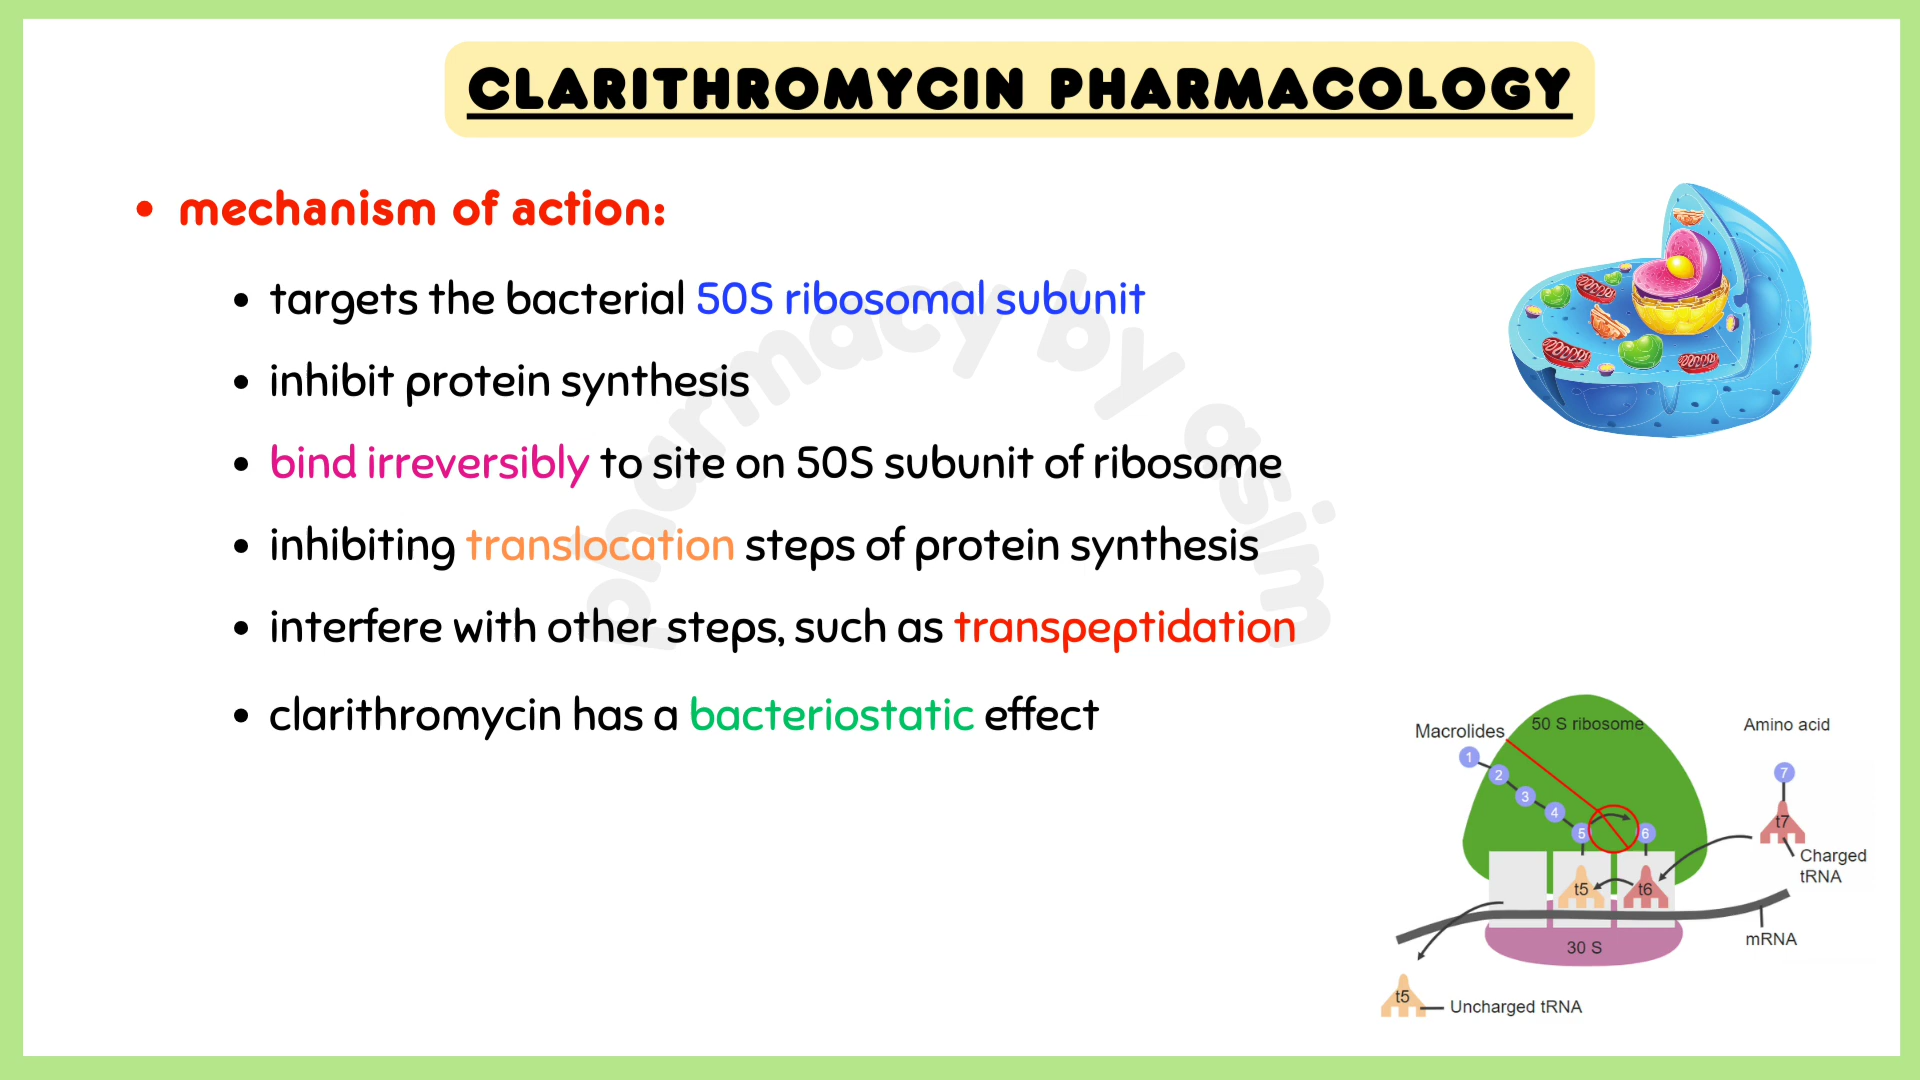 CLARITHROMYCIN PHARMACOLOGY
• mechanism of action:
• targets the bacterial 50S ribosomal subunit
• inhibit protein synthesis
• bind irreversibly to site on 50S subunit of ribosome
• inhibiting translocation steps of protein synthesis
• interfere with other steps, such as transpeptidation
• clarithromycin has a bacteriostatic effect
pharmacy by asim
Macrolides
50 S ribosome
Amino acid
1
2
3
4
5
6
7
t7
Charged
tRNA
t5
t6
mRNA
30 S
t5
Uncharged tRNA